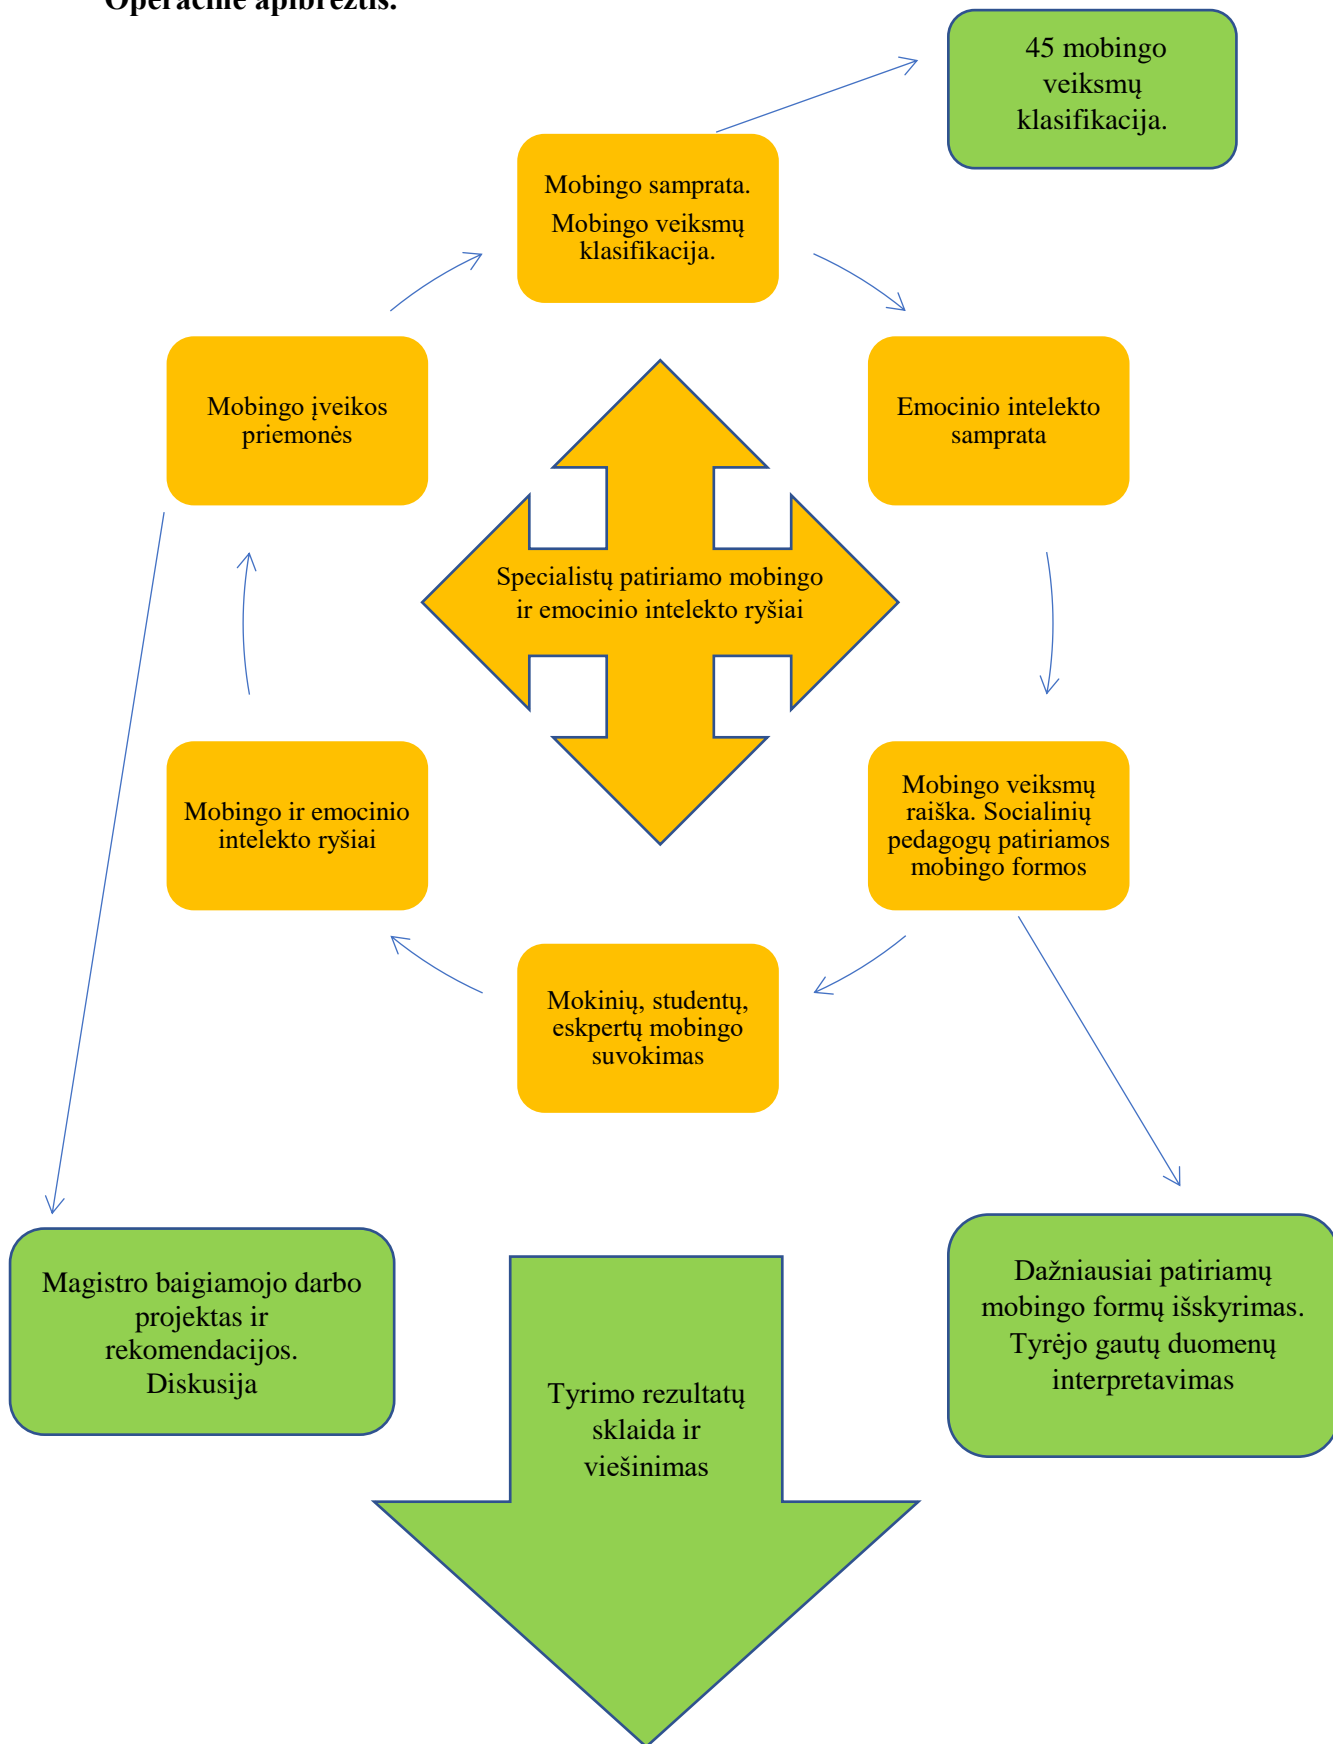 Operacinė apibrėžtis.
45 mobingo
veiksmų
klasifikacija.
Mobingo samprata.
Mobingo veiksmų
klasifikacija.
Mobingo įveikos
priemonės
Emocinio intelekto
samprata
Specialistų patiriamo mobingo
ir emocinio intelekto ryšiai
Mobingo ir emocinio
intelekto ryšiai
Mobingo veiksmų
raiška. Socialinių
pedagogų patiriamos
mobingo formos
Mokinių, studentų,
eskpertų mobingo
suvokimas
Magistro baigiamojo darbo
projektas ir
rekomendacijos.
Diskusija
Dažniausiai patiriamų
mobingo formų išskyrimas.
Tyrėjo gautų duomenų
interpretavimas
Tyrimo rezultatų
sklaida ir
viešinimas